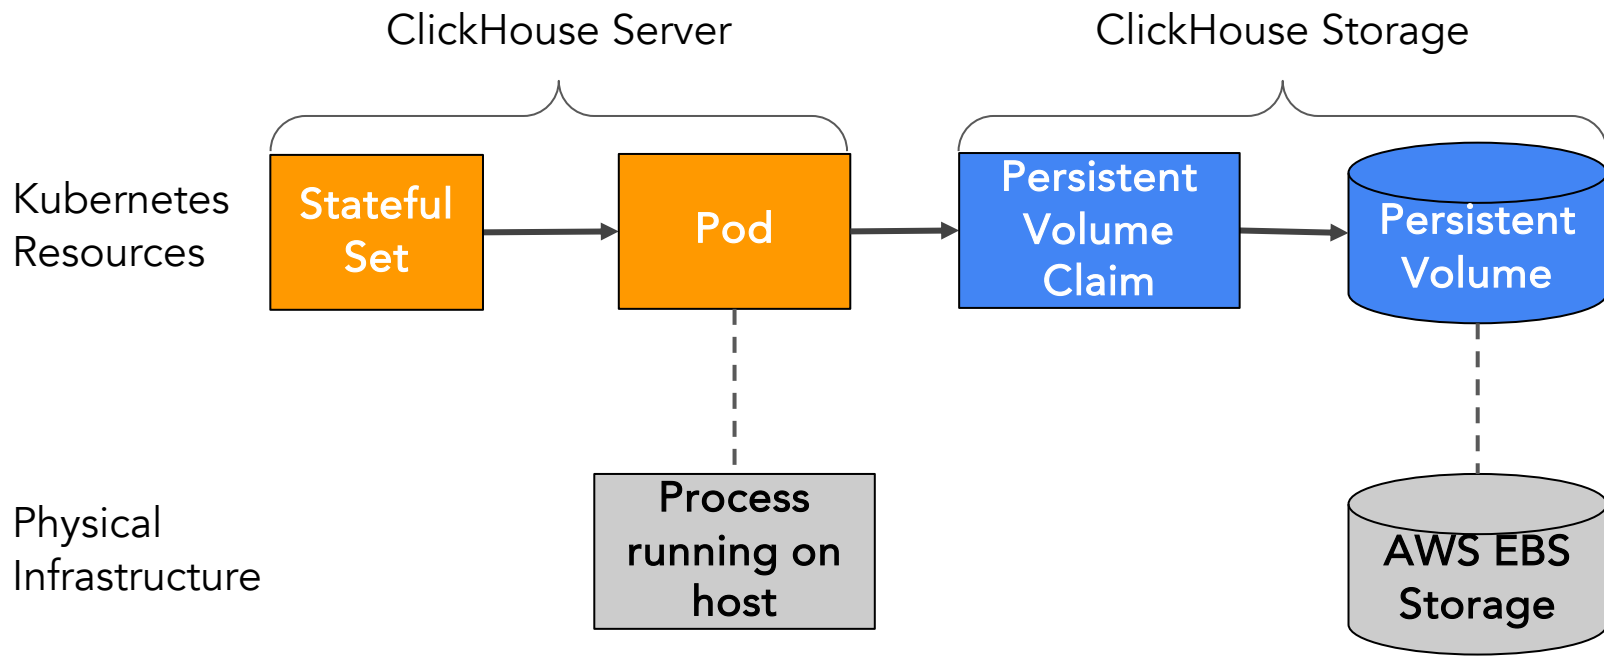 ClickHouse Server
ClickHouse Storage
Kubernetes
Resources
Stateful
Set
Pod
Persistent
Volume
Claim
Persistent
Volume
Physical
Infrastructure
Process
running on
host
AWS EBS
Storage